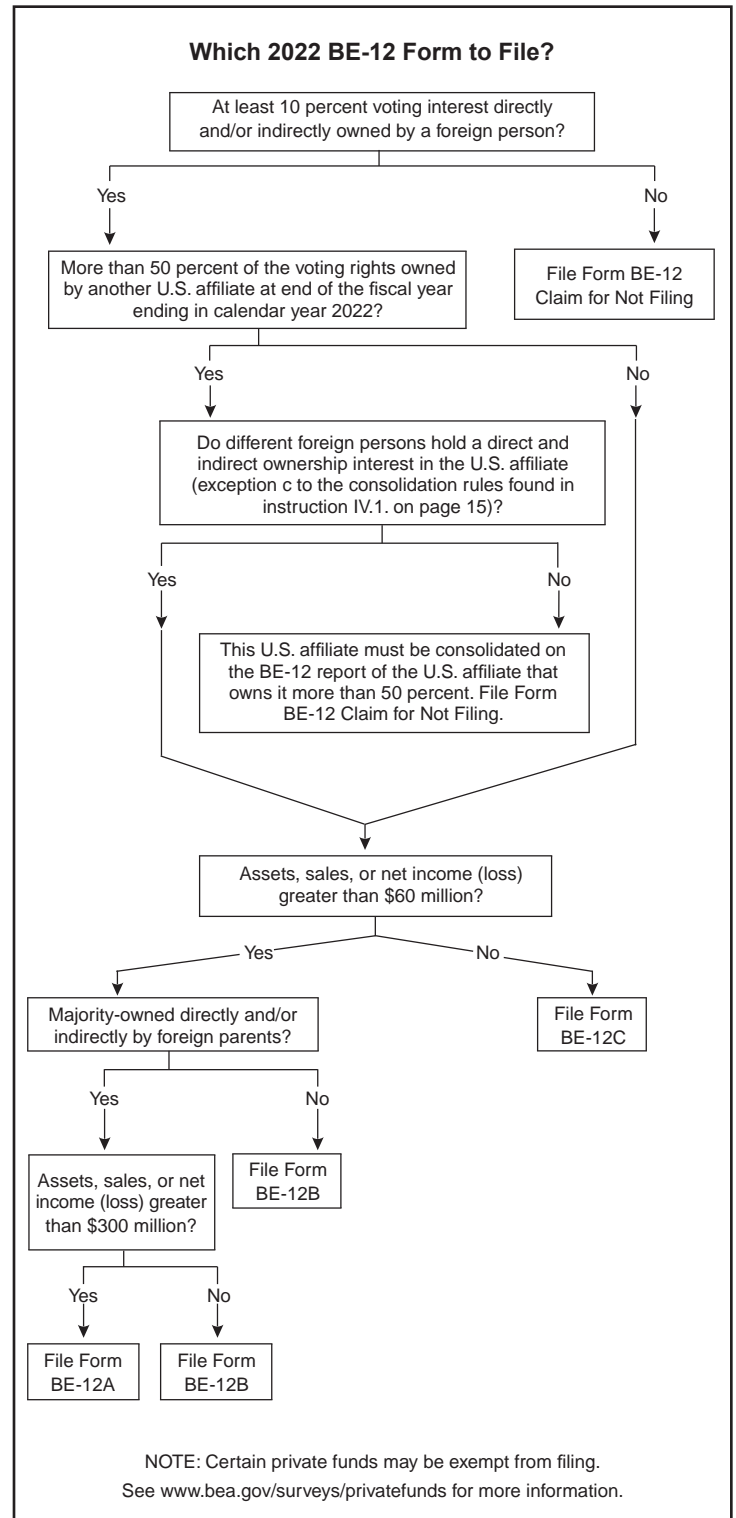 Which 2022 BE-12 Form to File?
At least 10 percent voting interest directly
and/or indirectly owned by a foreign person?
Yes
No
More than 50 percent of the voting rights owned
by another U.S. affiliate at end of the fiscal year
ending in calendar year 2022?
File Form BE-12
Claim for Not Filing
Yes
No
Do different foreign persons hold a direct and
indirect ownership interest in the U.S. affiliate
(exception c to the consolidation rules found in
instruction IV.1. on page 15)?
Yes
No
This U.S. affiliate must be consolidated on
the BE-12 report of the U.S. affiliate that
owns it more than 50 percent. File Form
BE-12 Claim for Not Filing.
Assets, sales, or net income (loss)
greater than $60 million?
Yes
No
Majority-owned directly and/or
indirectly by foreign parents?
File Form
BE-12C
Yes
No
Assets, sales, or net
income (loss) greater
than $300 million?
File Form
BE-12B
Yes
No
File Form
BE-12A
File Form
BE-12B
NOTE: Certain private funds may be exempt from filing.
See www.bea.gov/surveys/privatefunds for more information.